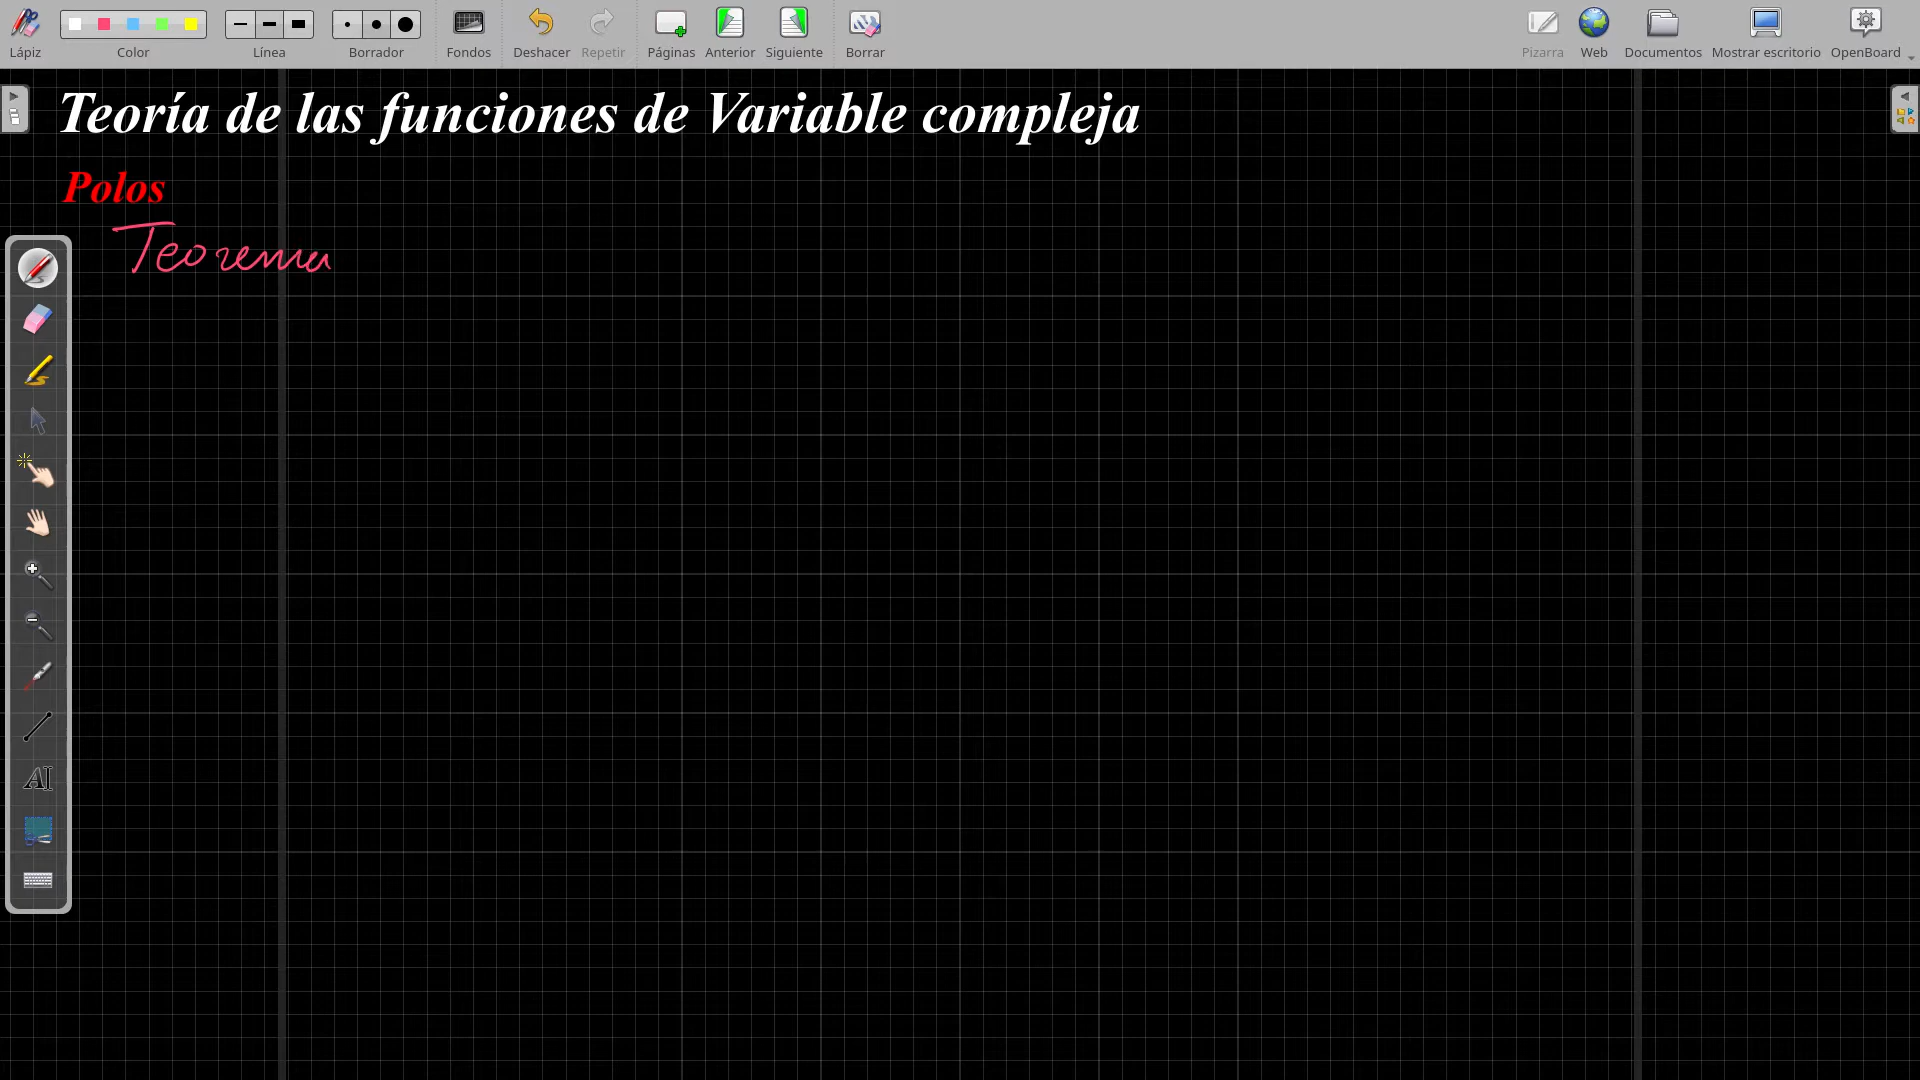 Lápiz Color Línea Borrador Fondos Deshacer Repetir Páginas Anterior Siguiente Borrar Pizarra Web Documentos Mostrar escritorio OpenBoard
Teoría de las funciones de Variable compleja
Polos
Teorema
AI